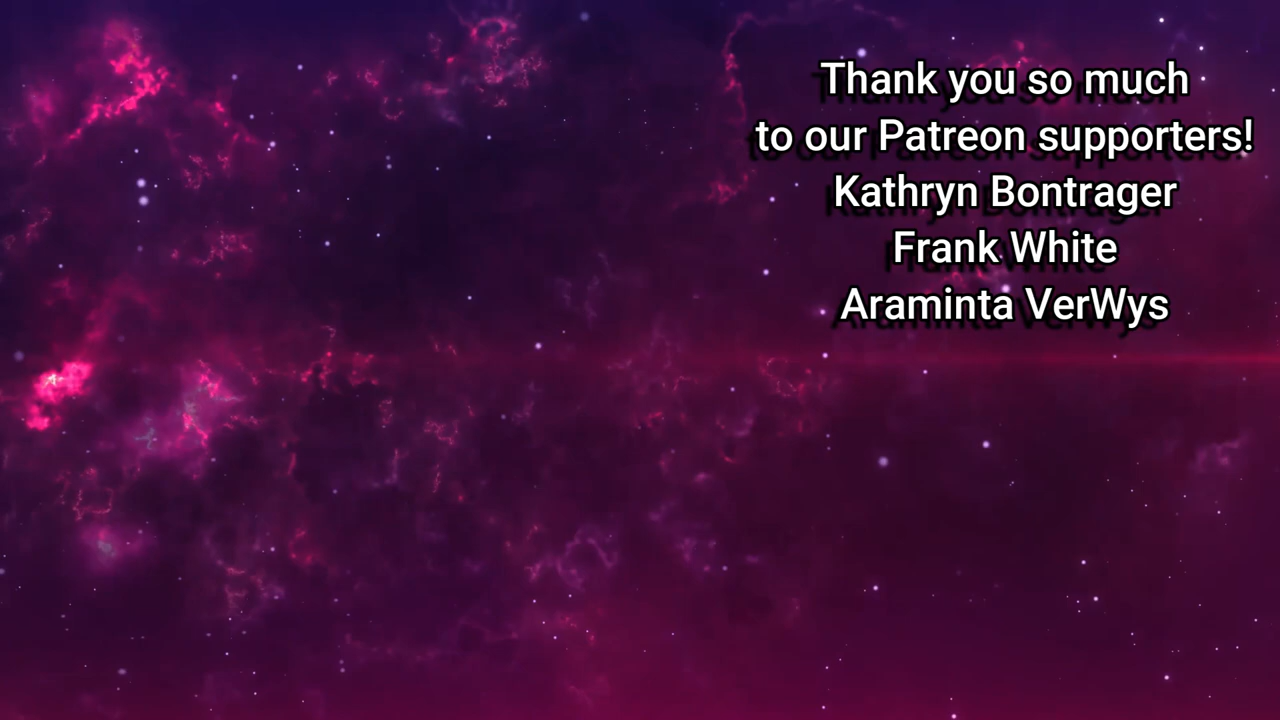 Thank you so much
to our Patreon supporters!
Kathryn Bontrager
Frank White
Araminta VerWys